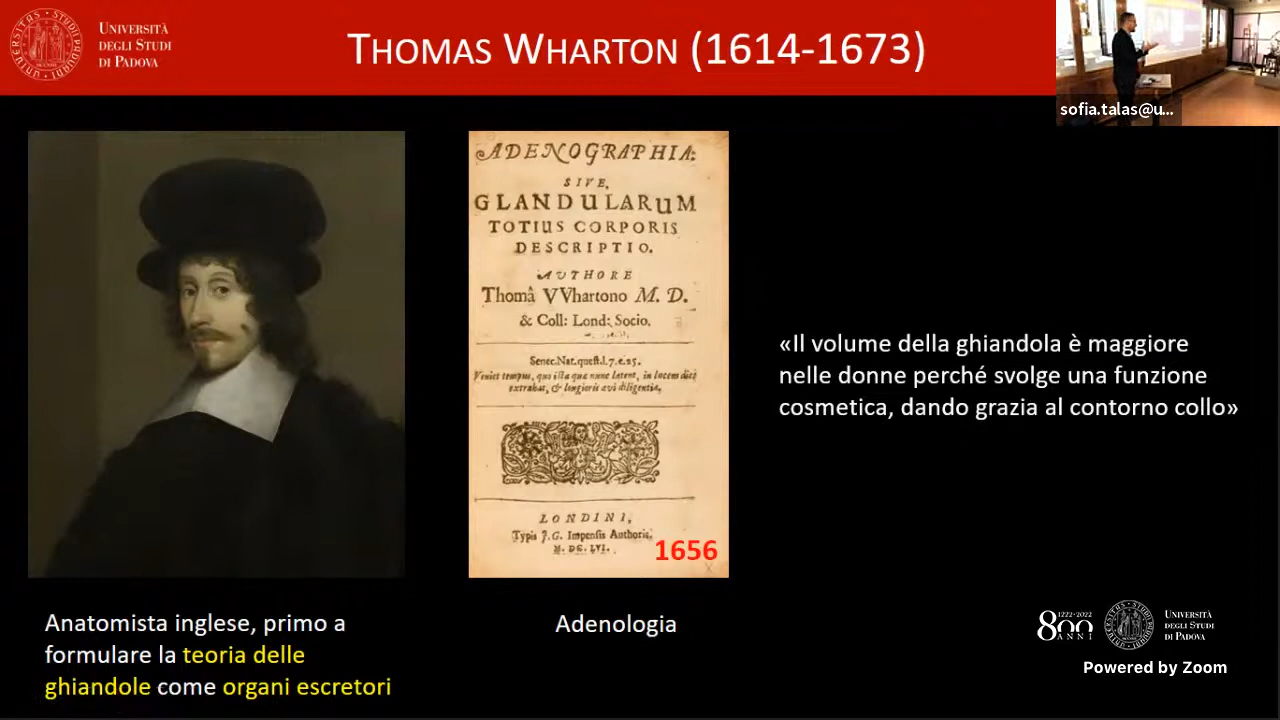 UNIVERSITÀ
DEGLI STUDI
DI PADOVA
THOMAS WHARTON (1614-1673)
sofia.talas@u...
ADENOGRAPHIA:
SIVE,
GLANDULARUM
TOTIUS CORPORIS
DESCRIPTIO.
AUTHORE
Thomâ VVhartono M. D.
& Coll: Lond: Socio.
Senec.Nat.quest.l.7.c.25.
Veniet tempus, quo ista quæ nunc latent, in lucem dies
extrahat, & longioris ævi diligentia.
LONDINI,
Typis J.G. Impensis Authoris.
M. DC. LVI.
1656
«Il volume della ghiandola è maggiore
nelle donne perché svolge una funzione
cosmetica, dando grazia al contorno collo»
Anatomista inglese, primo a
formulare la teoria delle
ghiandole come organi escretori
Adenologia
1222-2022
800
ANNI
UNIVERSITÀ
DEGLI STUDI
DI PADOVA
Powered by Zoom